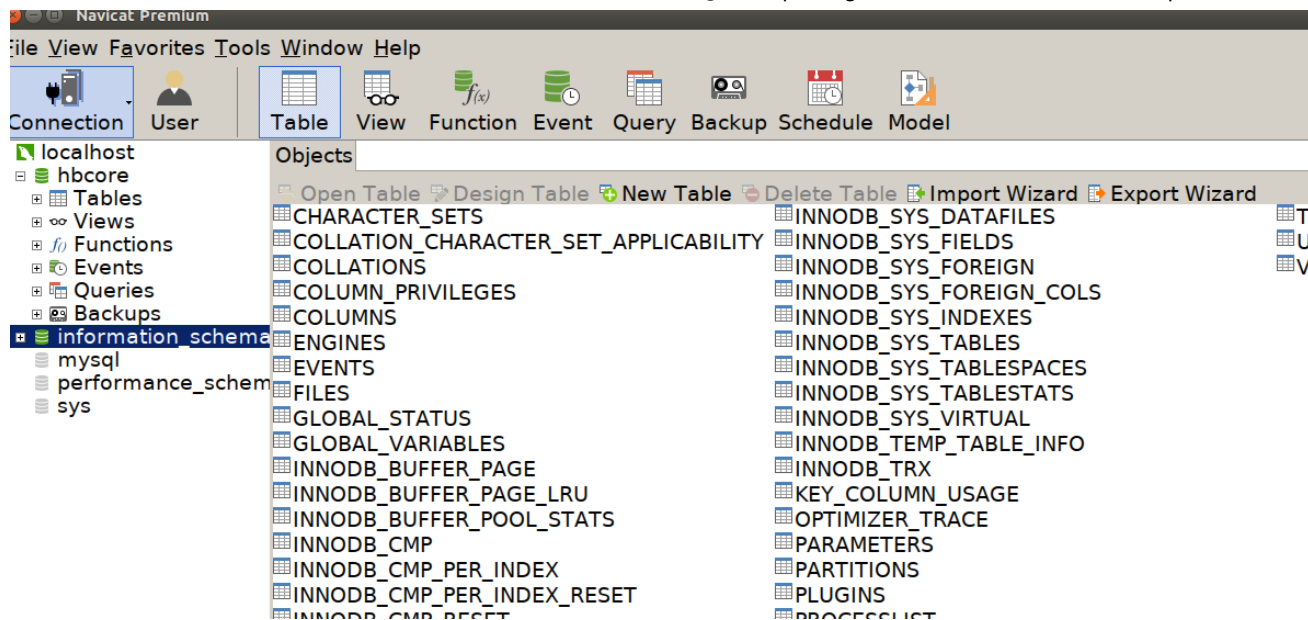 Navicat Premium
File View Favorites Tools Window Help
Connection User Table View Function Event Query Backup Schedule Model
localhost
hbcore
Tables
Views
Functions
Events
Queries
Backups
information_schema
mysql
performance_schem
sys
Objects
Open Table Design Table New Table Delete Table Import Wizard Export Wizard
CHARACTER_SETS
COLLATION_CHARACTER_SET_APPLICABILITY
COLLATIONS
COLUMN_PRIVILEGES
COLUMNS
ENGINES
EVENTS
FILES
GLOBAL_STATUS
GLOBAL_VARIABLES
INNODB_BUFFER_PAGE
INNODB_BUFFER_PAGE_LRU
INNODB_BUFFER_POOL_STATS
INNODB_CMP
INNODB_CMP_PER_INDEX
INNODB_CMP_PER_INDEX_RESET
INNODB_CMP_RESET
INNODB_SYS_DATAFILES
INNODB_SYS_FIELDS
INNODB_SYS_FOREIGN
INNODB_SYS_FOREIGN_COLS
INNODB_SYS_INDEXES
INNODB_SYS_TABLES
INNODB_SYS_TABLESPACES
INNODB_SYS_TABLESTATS
INNODB_SYS_VIRTUAL
INNODB_TEMP_TABLE_INFO
INNODB_TRX
KEY_COLUMN_USAGE
OPTIMIZER_TRACE
PARAMETERS
PARTITIONS
PLUGINS
PROCESSLIST
T
U
V